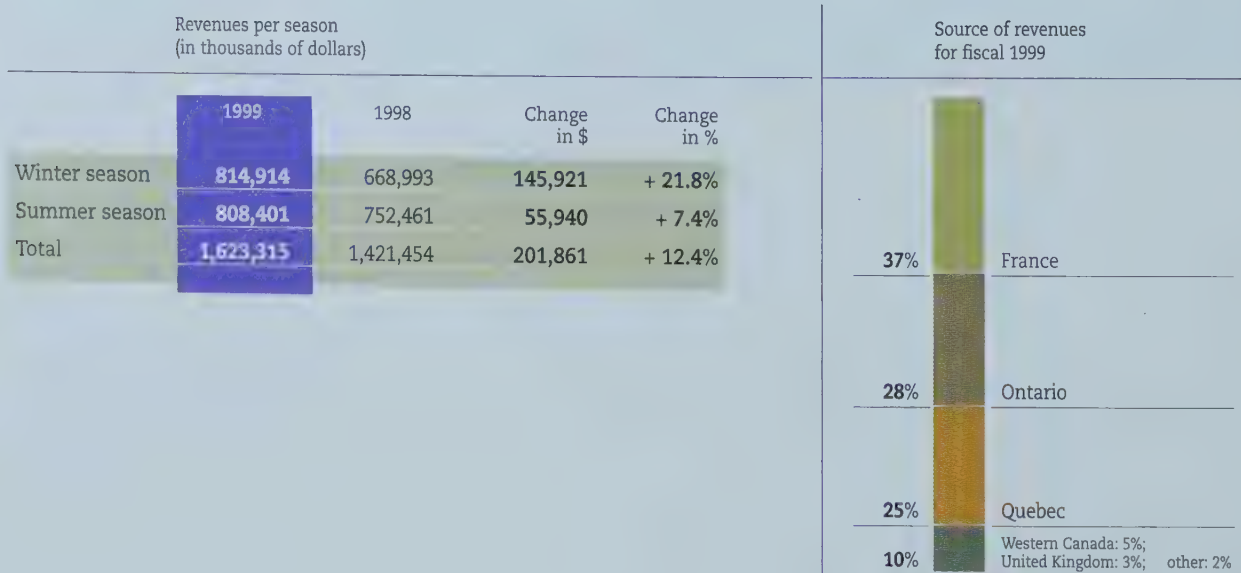 Revenues per season
(in thousands of dollars)
1999 1998 Change in $ Change in %
Winter season 814,914 668,993 145,921 + 21.8%
Summer season 808,401 752,461 55,940 + 7.4%
Total 1,623,315 1,421,454 201,861 + 12.4%
Source of revenues
for fiscal 1999
37% France
28% Ontario
25% Quebec
10% Western Canada: 5%;
United Kingdom: 3%; other: 2%